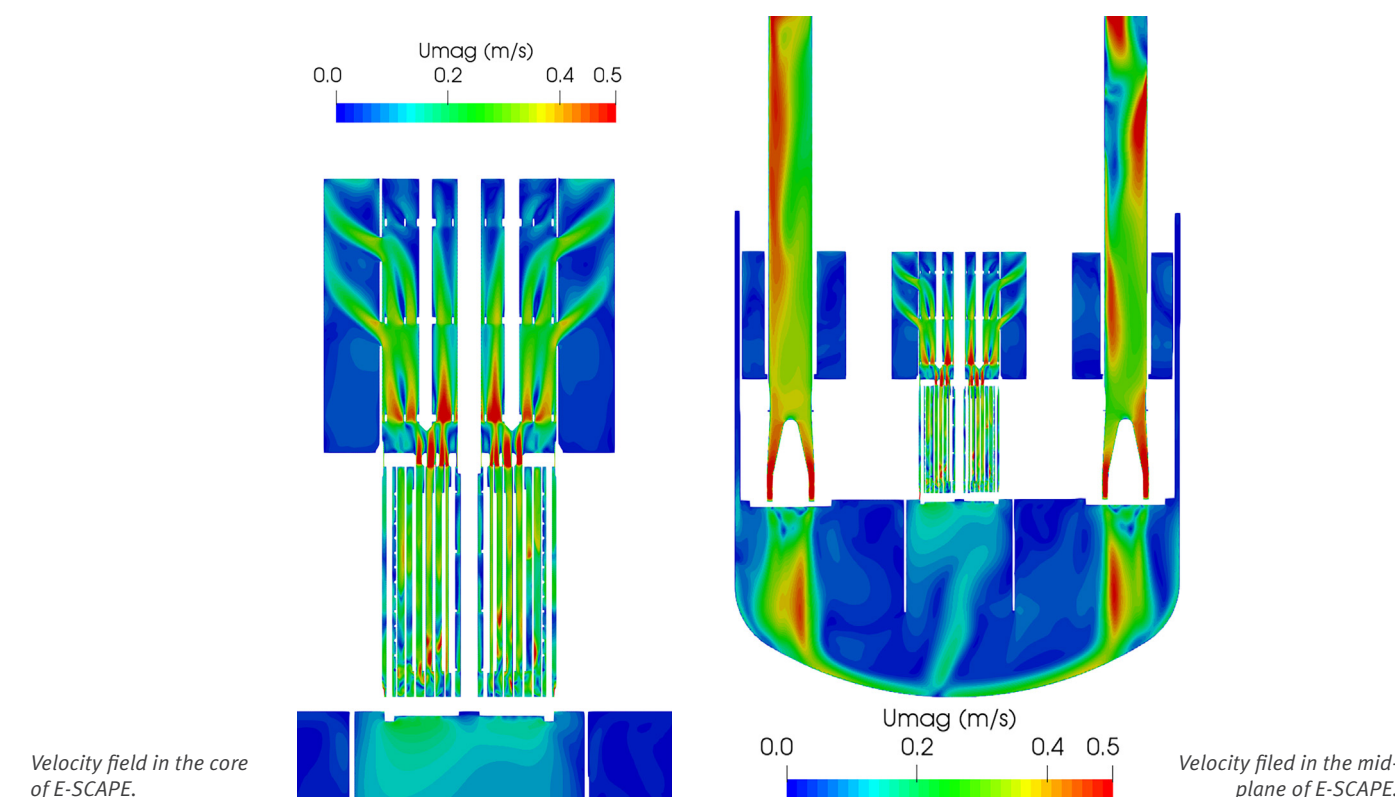 Umag (m/s)
0.0 0.2 0.4 0.5
Velocity field in the core
of E-SCAPE.
Umag (m/s)
0.0 0.2 0.4 0.5
Velocity filed in the mid-
plane of E-SCAPE.